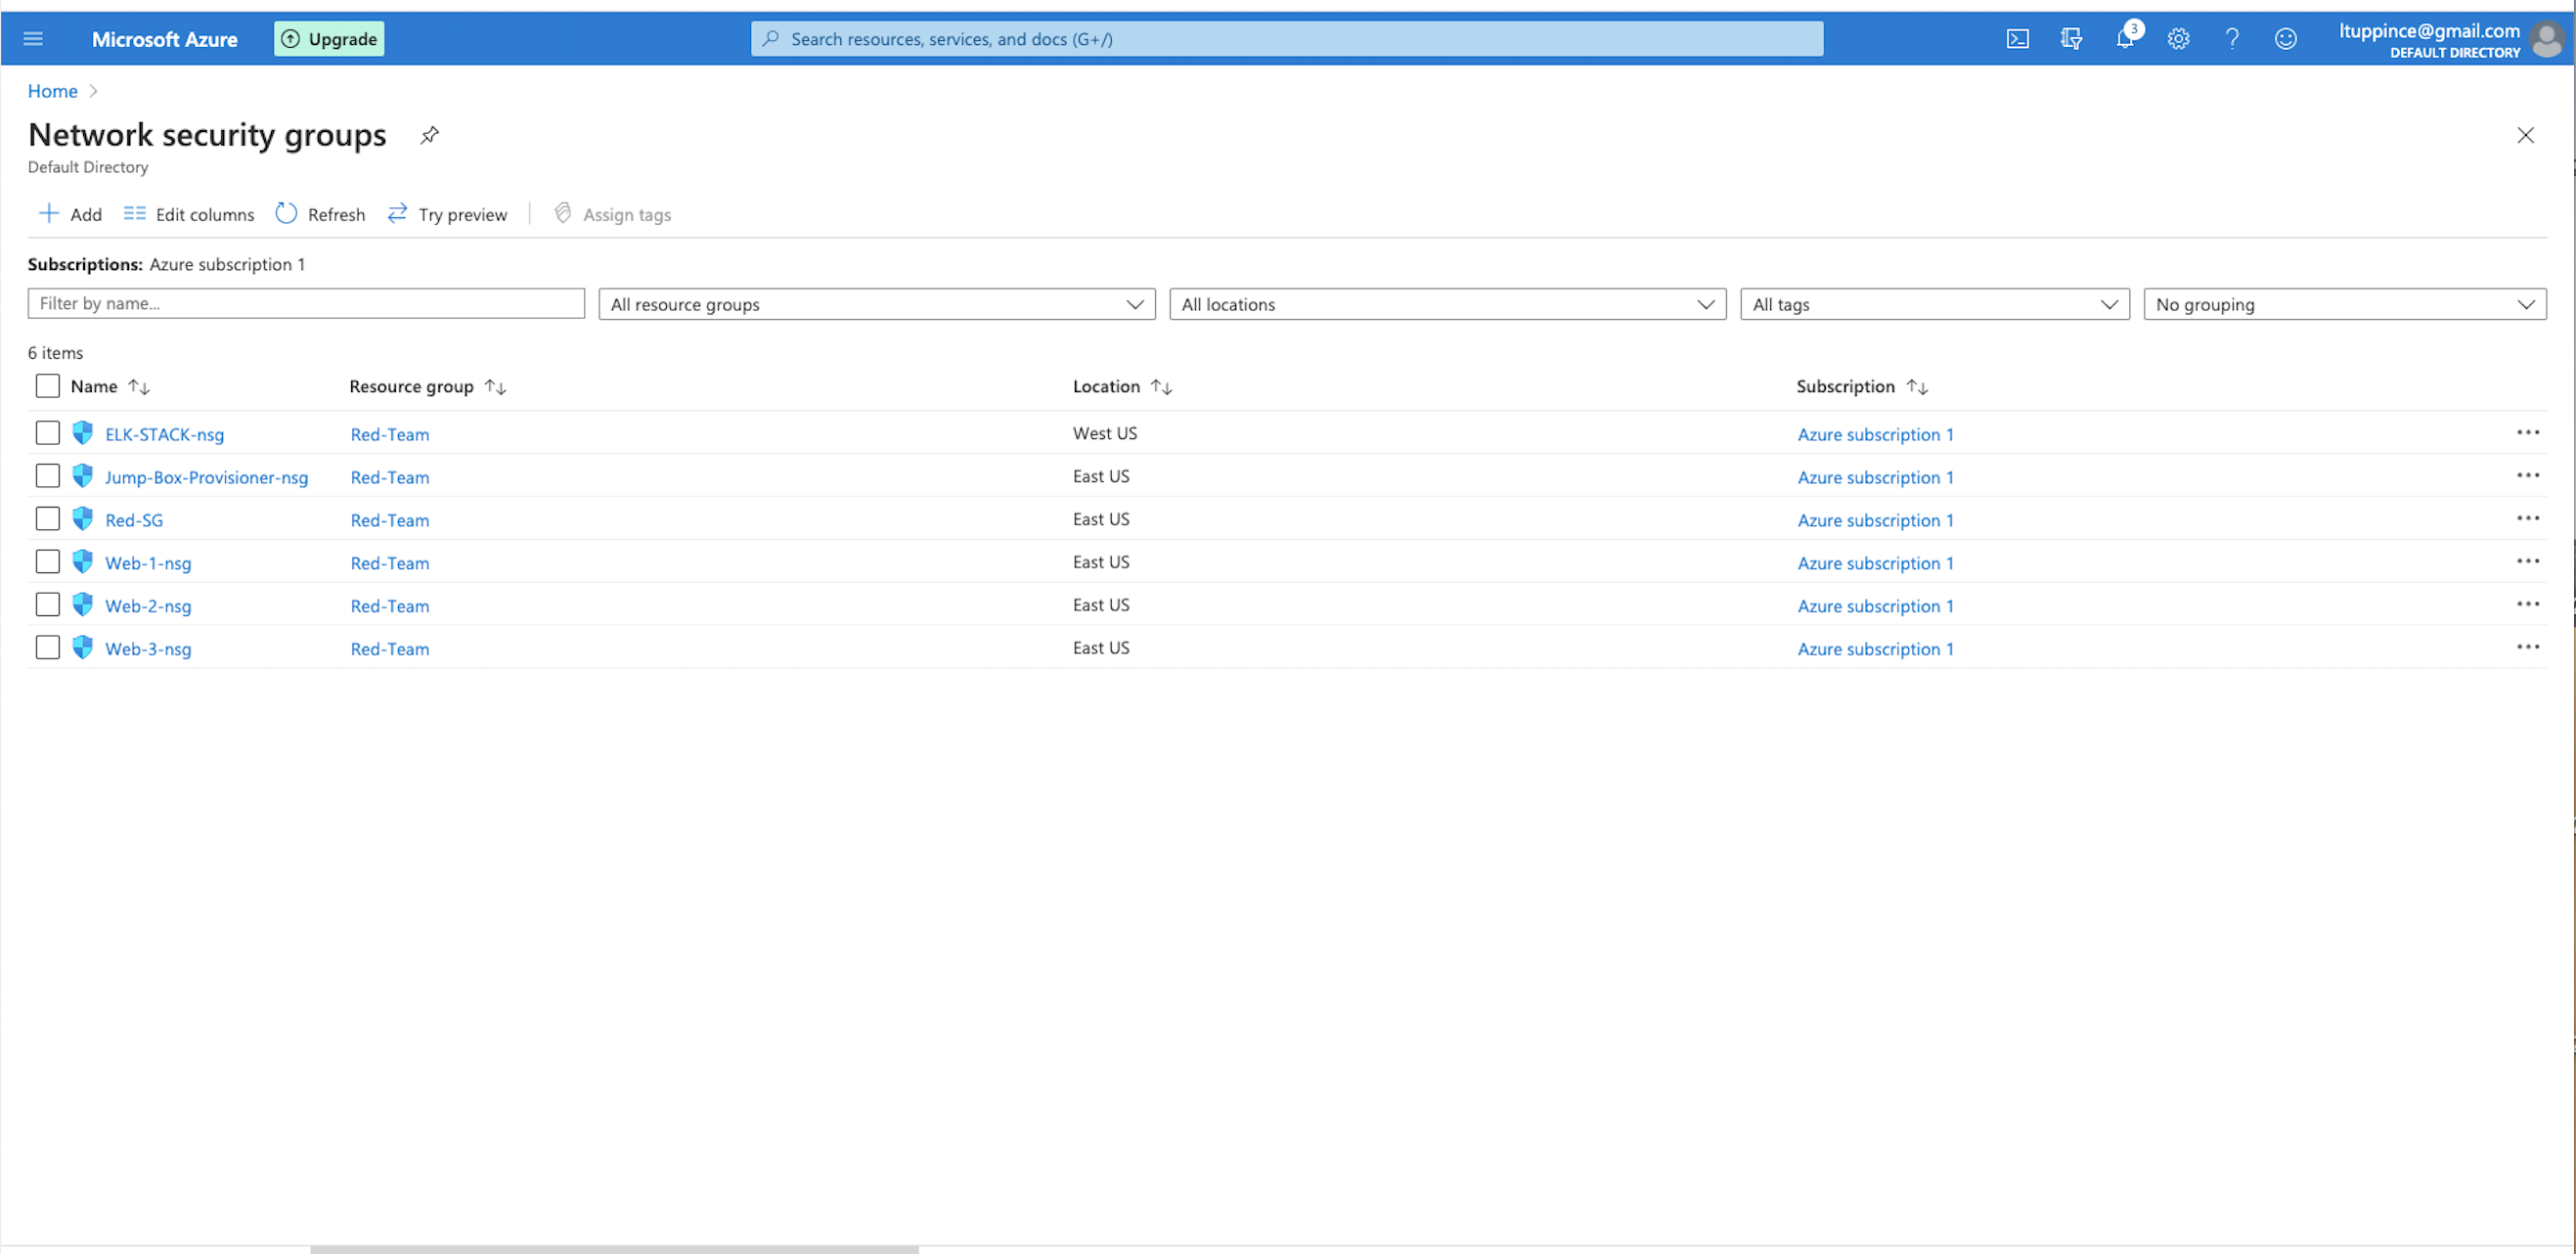 Microsoft Azure Upgrade Search resources, services, and docs (G+/) 3 ltuppince@gmail.com
DEFAULT DIRECTORY
Home
Network security groups
Default Directory
Add Edit columns Refresh Try preview Assign tags
Subscriptions: Azure subscription 1
Filter by name... All resource groups All locations All tags No grouping
6 items
Name Resource group Location Subscription
ELK-STACK-nsg Red-Team West US Azure subscription 1
Jump-Box-Provisioner-nsg Red-Team East US Azure subscription 1
Red-SG Red-Team East US Azure subscription 1
Web-1-nsg Red-Team East US Azure subscription 1
Web-2-nsg Red-Team East US Azure subscription 1
Web-3-nsg Red-Team East US Azure subscription 1